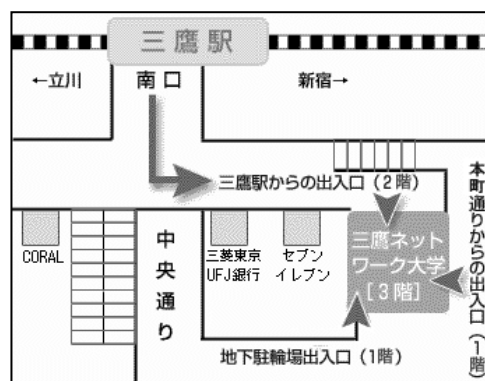 三鷹駅
←立川
南口
新宿→
三鷹駅からの出入口（2階）
本町通りからの出入口（1階）
CORAL
中央通り
三菱東京
UFJ銀行
セブン
イレブン
三鷹ネット
ワーク大学
［3階］
地下駐輪場出入口（1階）